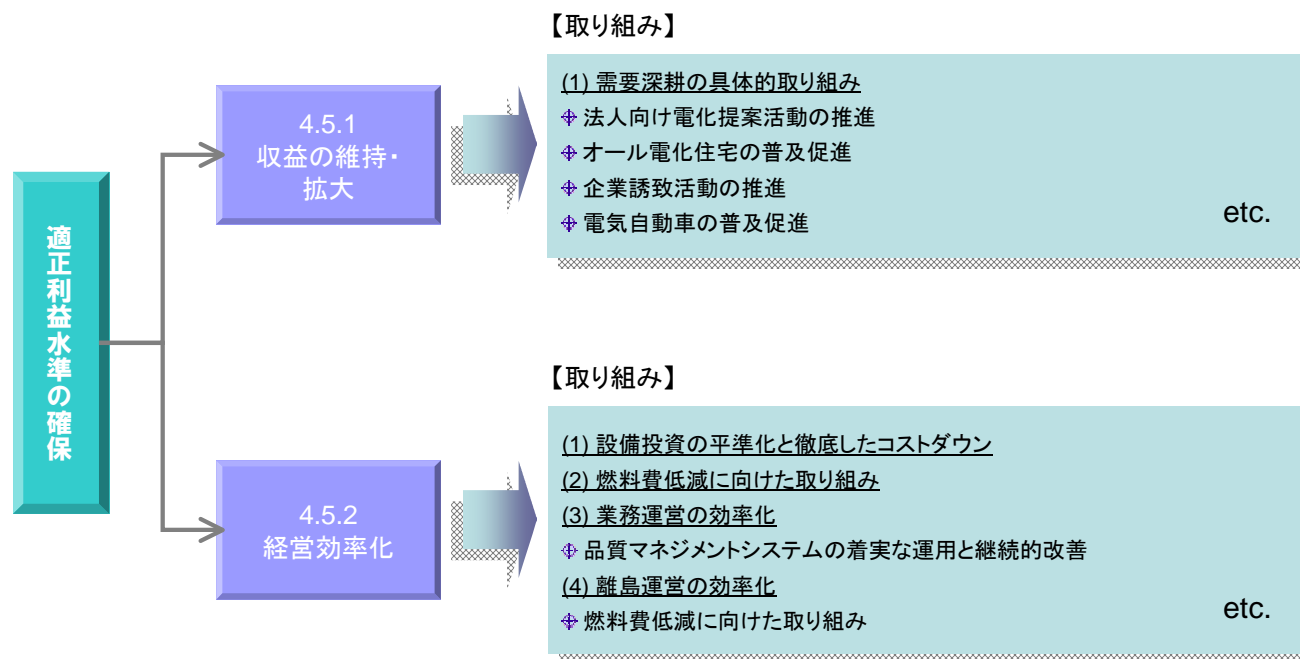 適正利益水準の確保
4.5.1
収益の維持・
拡大
【取り組み】
(1) 需要深耕の具体的取り組み
法人向け電化提案活動の推進
オール電化住宅の普及促進
企業誘致活動の推進
電気自動車の普及促進
etc.
4.5.2
経営効率化
【取り組み】
(1) 設備投資の平準化と徹底したコストダウン
(2) 燃料費低減に向けた取り組み
(3) 業務運営の効率化
品質マネジメントシステムの着実な運用と継続的改善
(4) 離島運営の効率化
燃料費低減に向けた取り組み
etc.